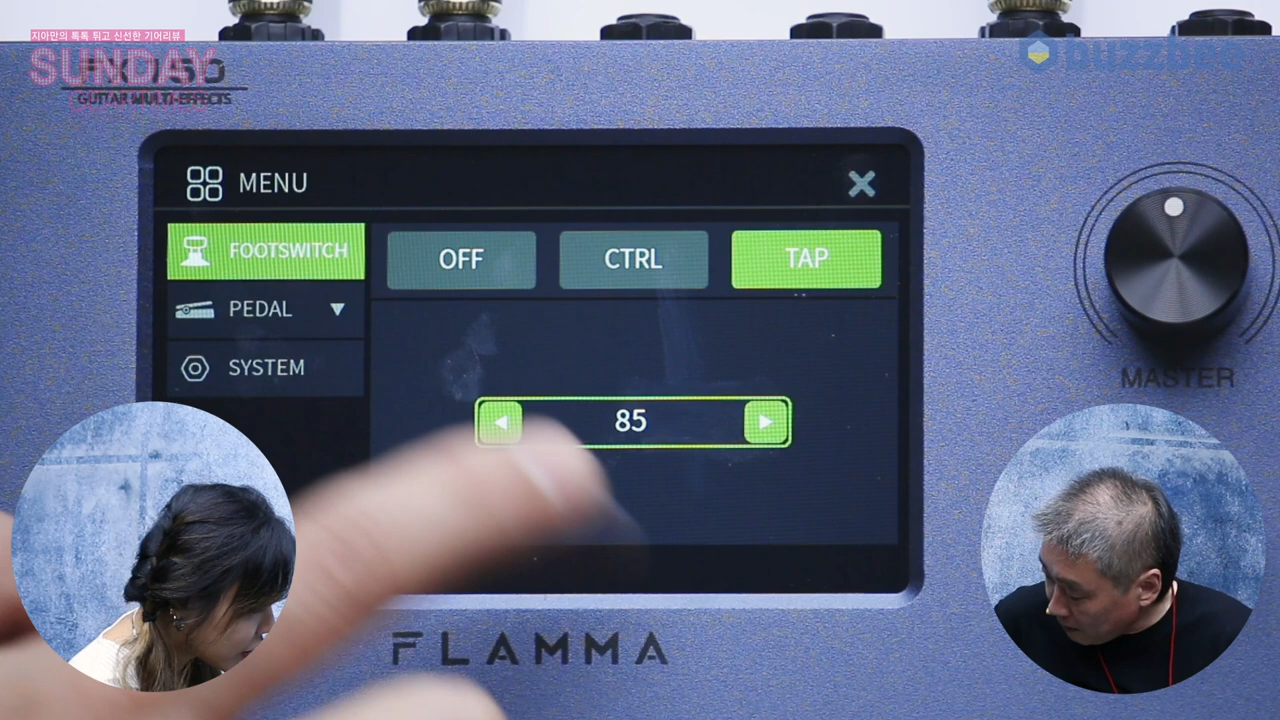 지아만의 톡톡 튀고 신선한 기어리뷰
SUNDAY
GUITAR MULTI-EFFECTS
buzzbee
MENU
FOOTSWITCH
PEDAL
SYSTEM
OFF
CTRL
TAP
85
MASTER
FLAMMA